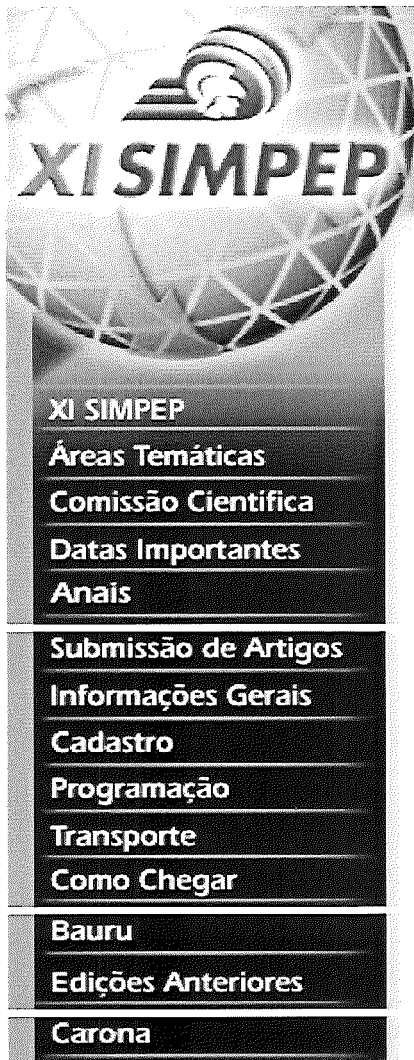 XI SIMPEP
XI SIMPEP
Áreas Temáticas
Comissão Científica
Datas Importantes
Anais
Submissão de Artigos
Informações Gerais
Cadastro
Programação
Transporte
Como Chegar
Bauru
Edições Anteriores
Carona